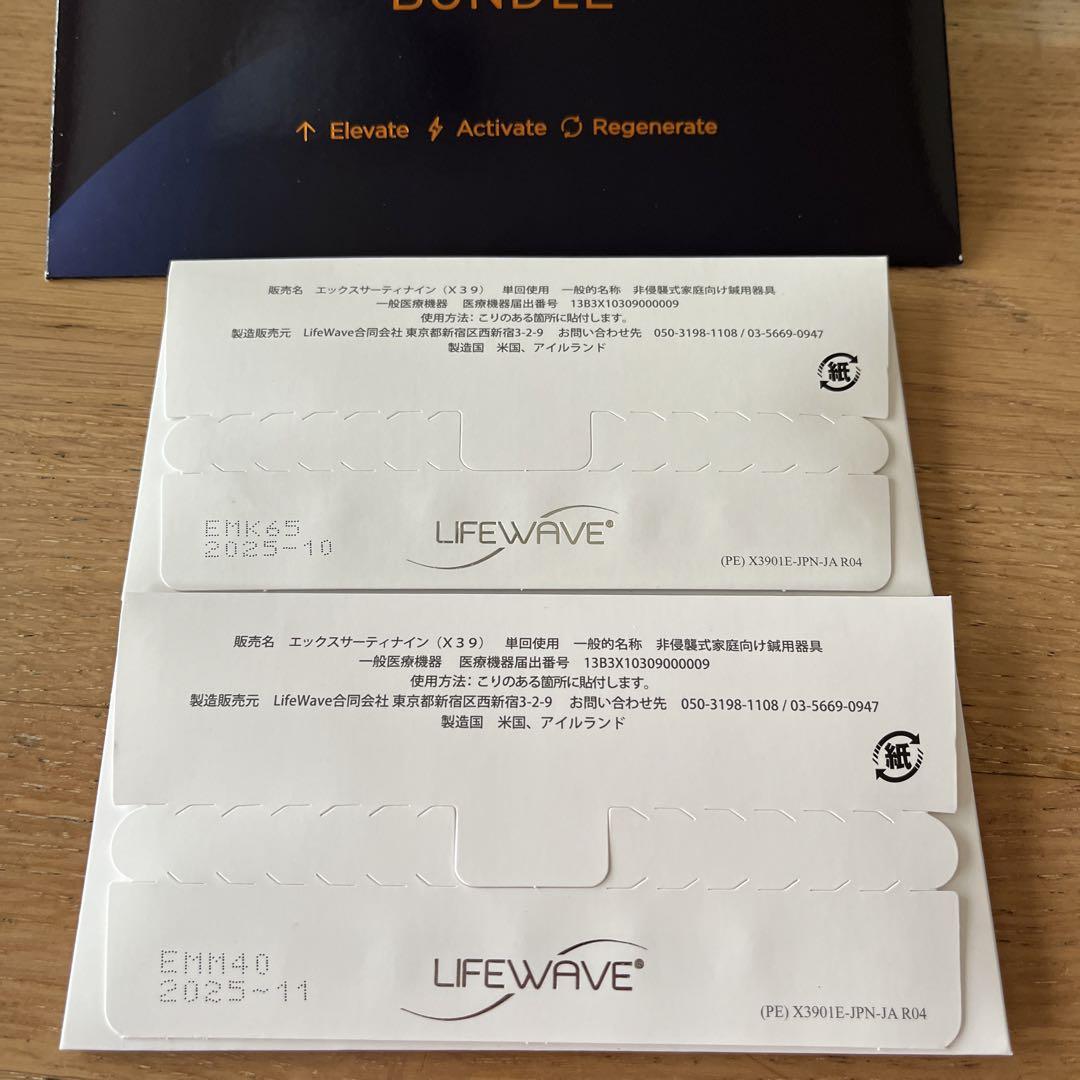 BUNDLE
Elevate Activate Regenerate
販売名 エックスサーティナイン（X39） 単回使用 一般的名称 非侵襲式家庭向け鍼用器具
一般医療機器 医療機器届出番号 13B3X10309000009
使用方法：こりのある箇所に貼付します。
製造販売元 LifeWave合同会社 東京都新宿区西新宿3-2-9 お問い合わせ先 050-3198-1108 / 03-5669-0947
製造国 米国、アイルランド
紙
EMK65
2025-10
LIFEWAVE®
(PE) X3901E-JPN-JA R04
販売名 エックスサーティナイン（X39） 単回使用 一般的名称 非侵襲式家庭向け鍼用器具
一般医療機器 医療機器届出番号 13B3X10309000009
使用方法：こりのある箇所に貼付します。
製造販売元 LifeWave合同会社 東京都新宿区西新宿3-2-9 お問い合わせ先 050-3198-1108 / 03-5669-0947
製造国 米国、アイルランド
紙
EMM40
2025-11
LIFEWAVE®
(PE) X3901E-JPN-JA R04